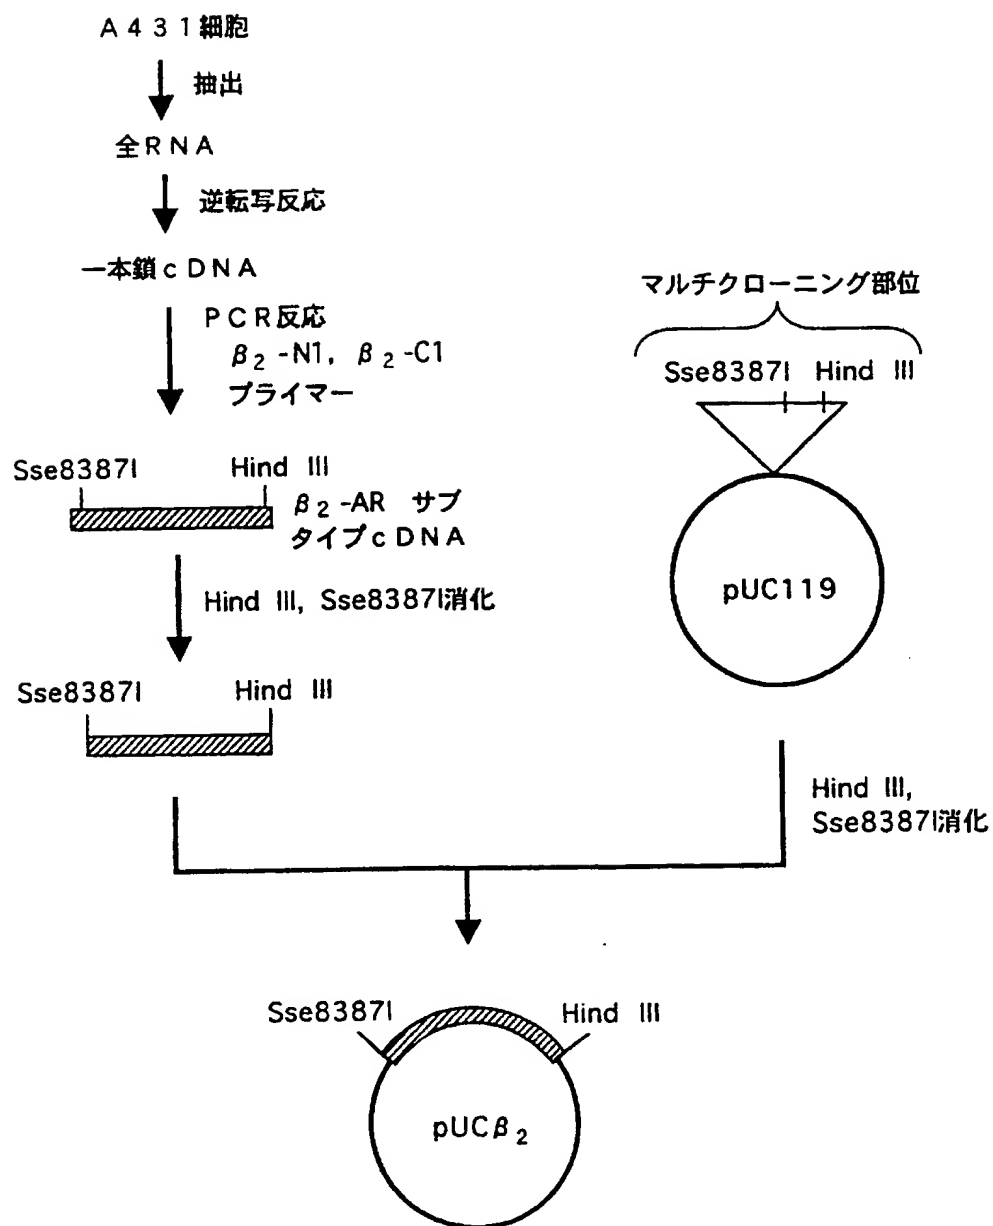 A431細胞
抽出
全RNA
逆転写反応
一本鎖cDNA
PCR反応
β₂-N1, β₂-C1
プライマー
Sse8387I Hind III
β₂-AR サブ
タイプcDNA
Hind III, Sse8387I消化
Sse8387I Hind III
マルチクローニング部位
Sse8387I Hind III
pUC119
Hind III,
Sse8387I消化
Sse8387I Hind III
pUCβ₂